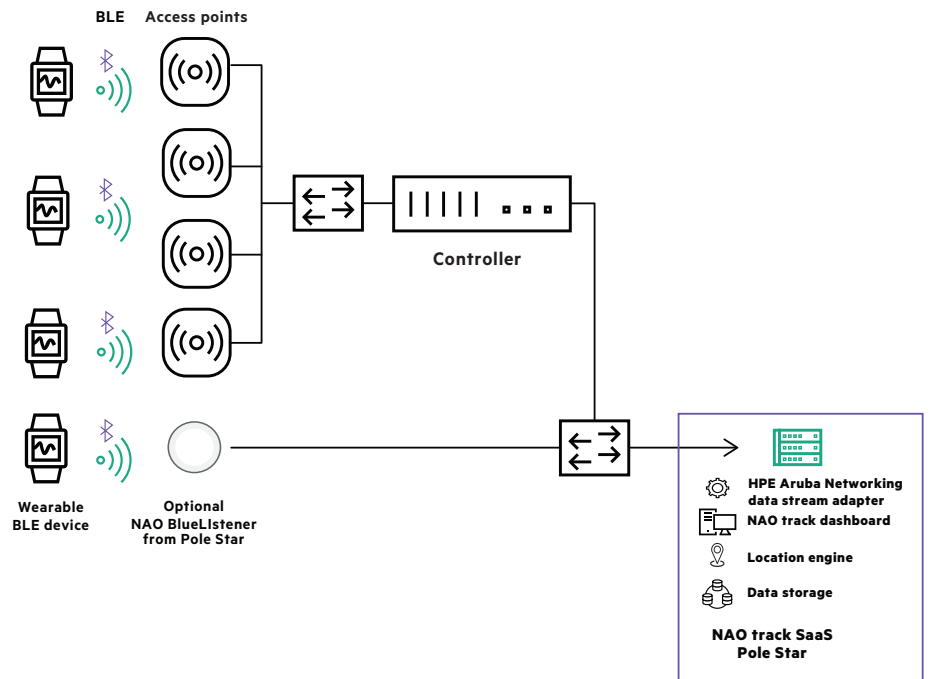 BLE
Access points
Controller
Wearable
BLE device
Optional
NAO BlueLIstener
from Pole Star
HPE Aruba Networking
data stream adapter
NAO track dashboard
Location engine
Data storage
NAO track SaaS
Pole Star